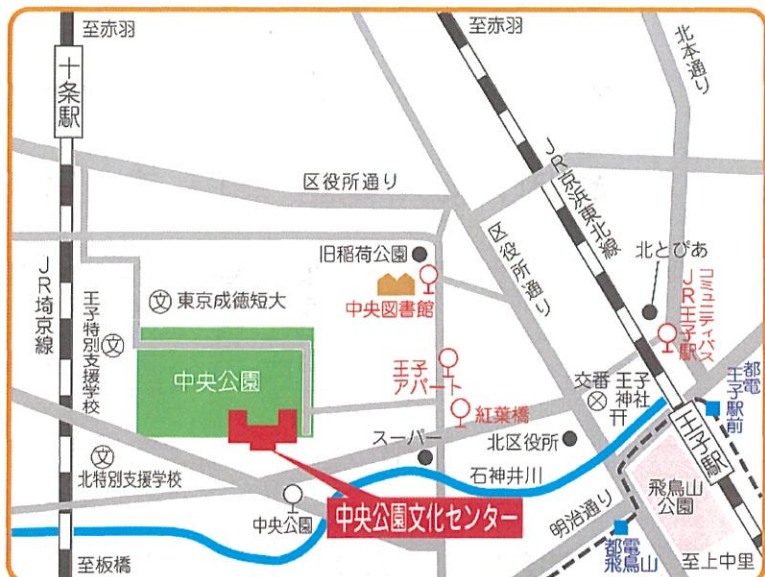 至赤羽
十条駅
至赤羽
北本通り
区役所通り
JR京浜東北線
旧稲荷公園
区役所通り
北とぴあ
中央図書館
コミュニティバス
JR王子駅
JR埼京線
王子特別支援学校
文
文 東京成徳短大
中央公園
王子
アパート
紅葉橋
交番
王子
神社
都電
王子駅前
スーパー
北区役所
王子駅
文
北特別支援学校
石神井川
飛鳥山
公園
中央公園
中央公園文化センター
明治通り
都電
飛鳥山
至上中里
至板橋